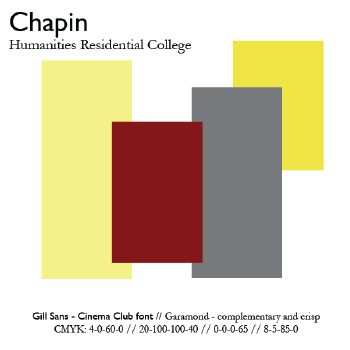 Chapin
Humanities Residential College
Gill Sans - Cinema Club font // Garamond - complementary and crisp
CMYK: 4-0-60-0 // 20-100-100-40 // 0-0-0-65 // 8-5-85-0